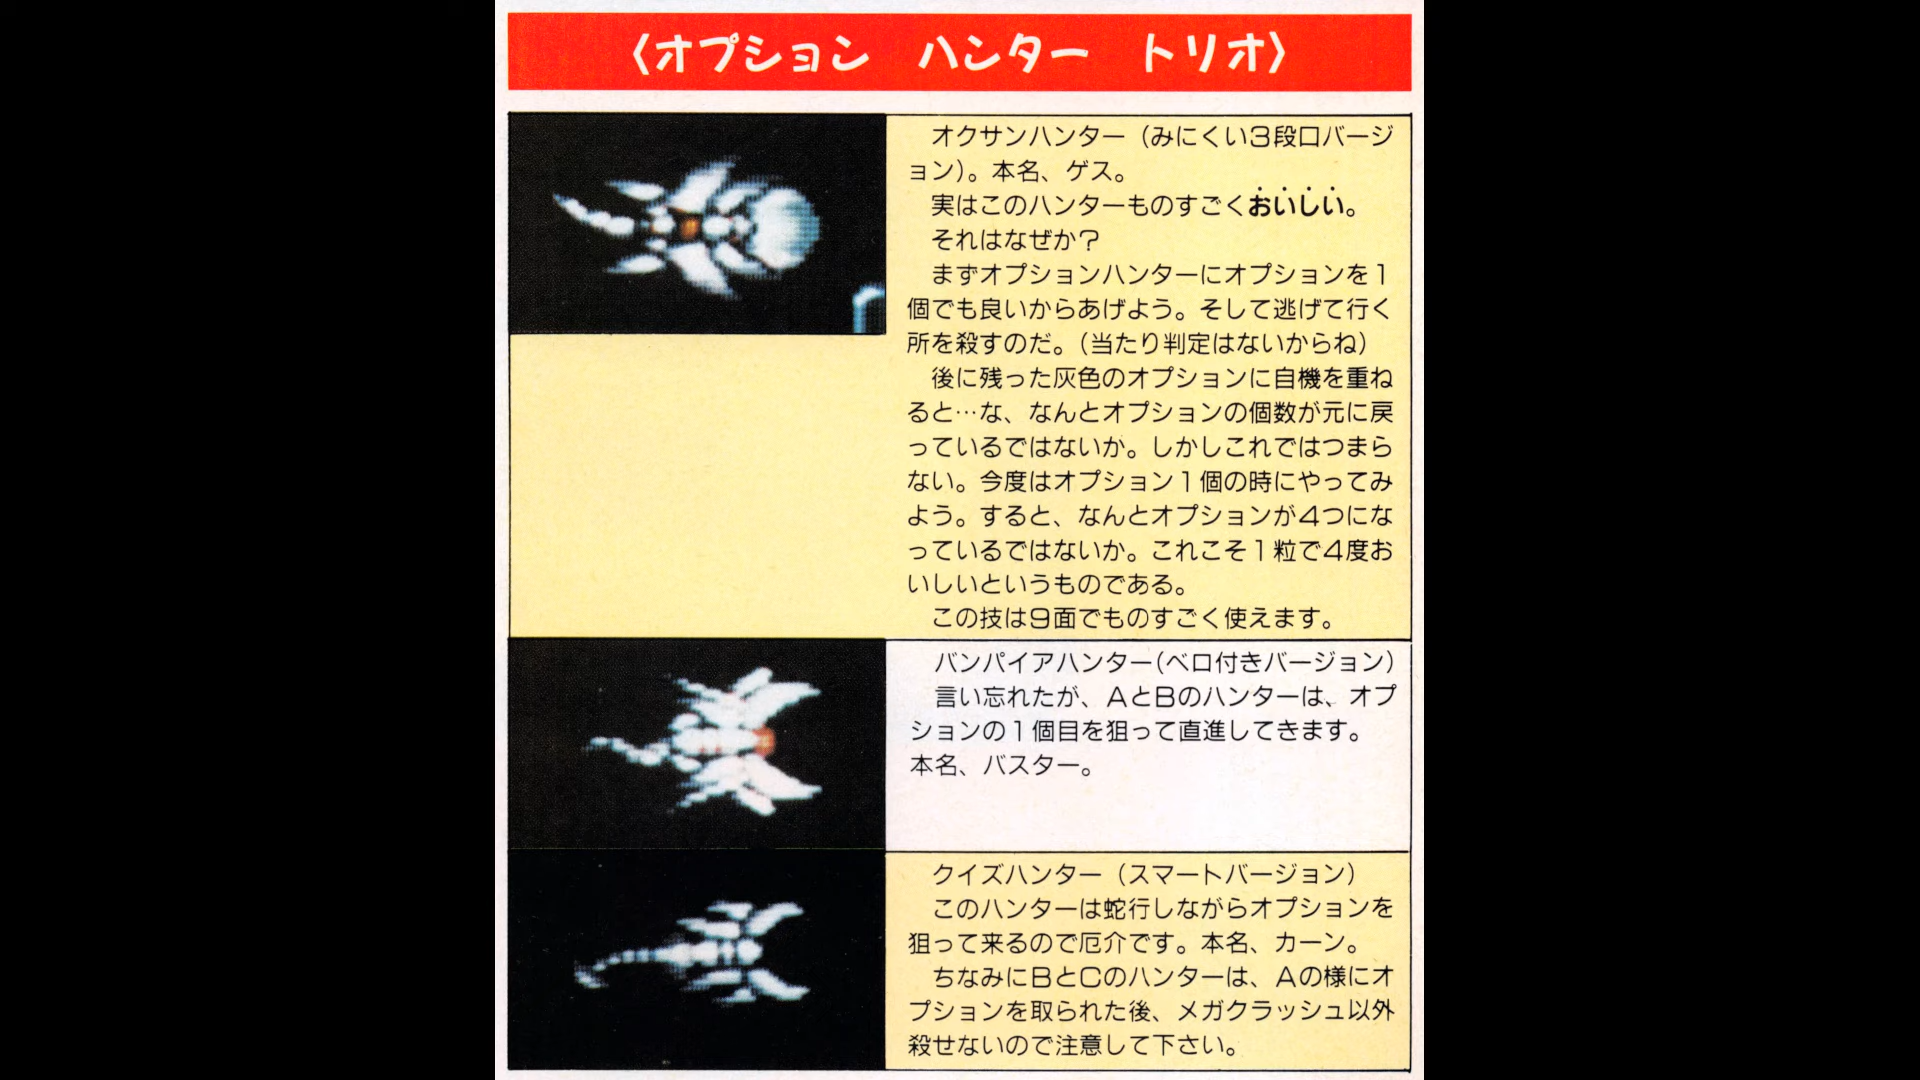 〈オプション　ハンター　トリオ〉
オクサンハンター（みにくい3段口バージ
ョン）。本名、ゲス。
実はこのハンターものすごくおいしい。
それはなぜか？
まずオプションハンターにオプションを1
個でも良いからあげよう。そして逃げて行く
所を殺すのだ。（当たり判定はないからね）
後に残った灰色のオプションに自機を重ね
ると…な、なんとオプションの個数が元に戻
っているではないか。しかしこれではつまら
ない。今度はオプション1個の時にやってみ
よう。すると、なんとオプションが4つにな
っているではないか。これこそ1粒で4度お
いしいというものである。
この技は9面でものすごく使えます。
バンパイアハンター（ベロ付きバージョン）
言い忘れたが、AとBのハンターは、オプ
ションの1個目を狙って直進してきます。
本名、バスター。
クイズハンター（スマートバージョン）
このハンターは蛇行しながらオプションを
狙って来るので厄介です。本名、カーン。
ちなみにBとCのハンターは、Aの様にオ
プションを取られた後、メガクラッシュ以外
殺せないので注意して下さい。